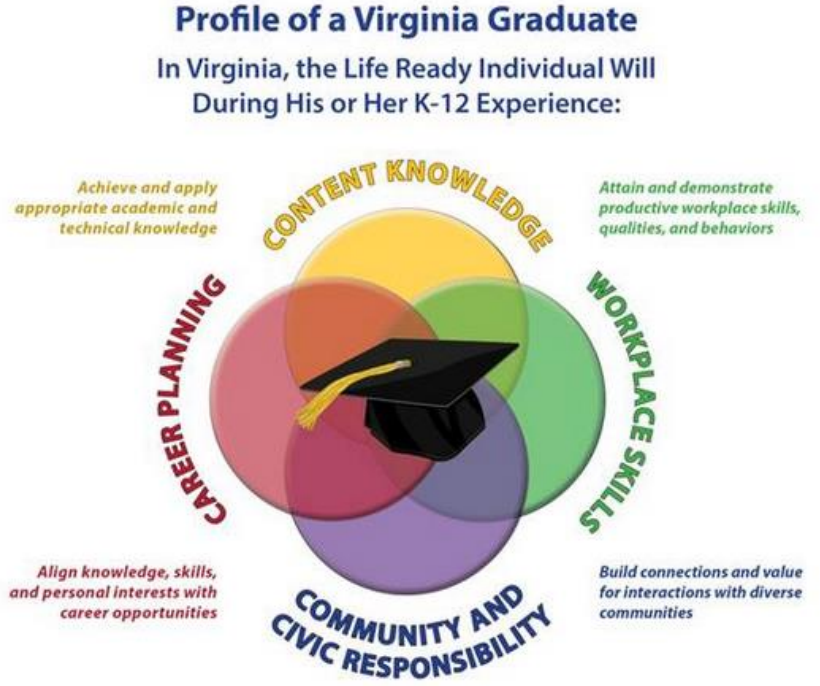 Profile of a Virginia Graduate
In Virginia, the Life Ready Individual Will
During His or Her K-12 Experience:
Achieve and apply
appropriate academic and
technical knowledge
CONTENT KNOWLEDGE
Attain and demonstrate
productive workplace skills,
qualities, and behaviors
CAREER PLANNING
WORKPLACE SKILLS
Align knowledge, skills,
and personal interests with
career opportunities
COMMUNITY AND
CIVIC RESPONSIBILITY
Build connections and value
for interactions with diverse
communities